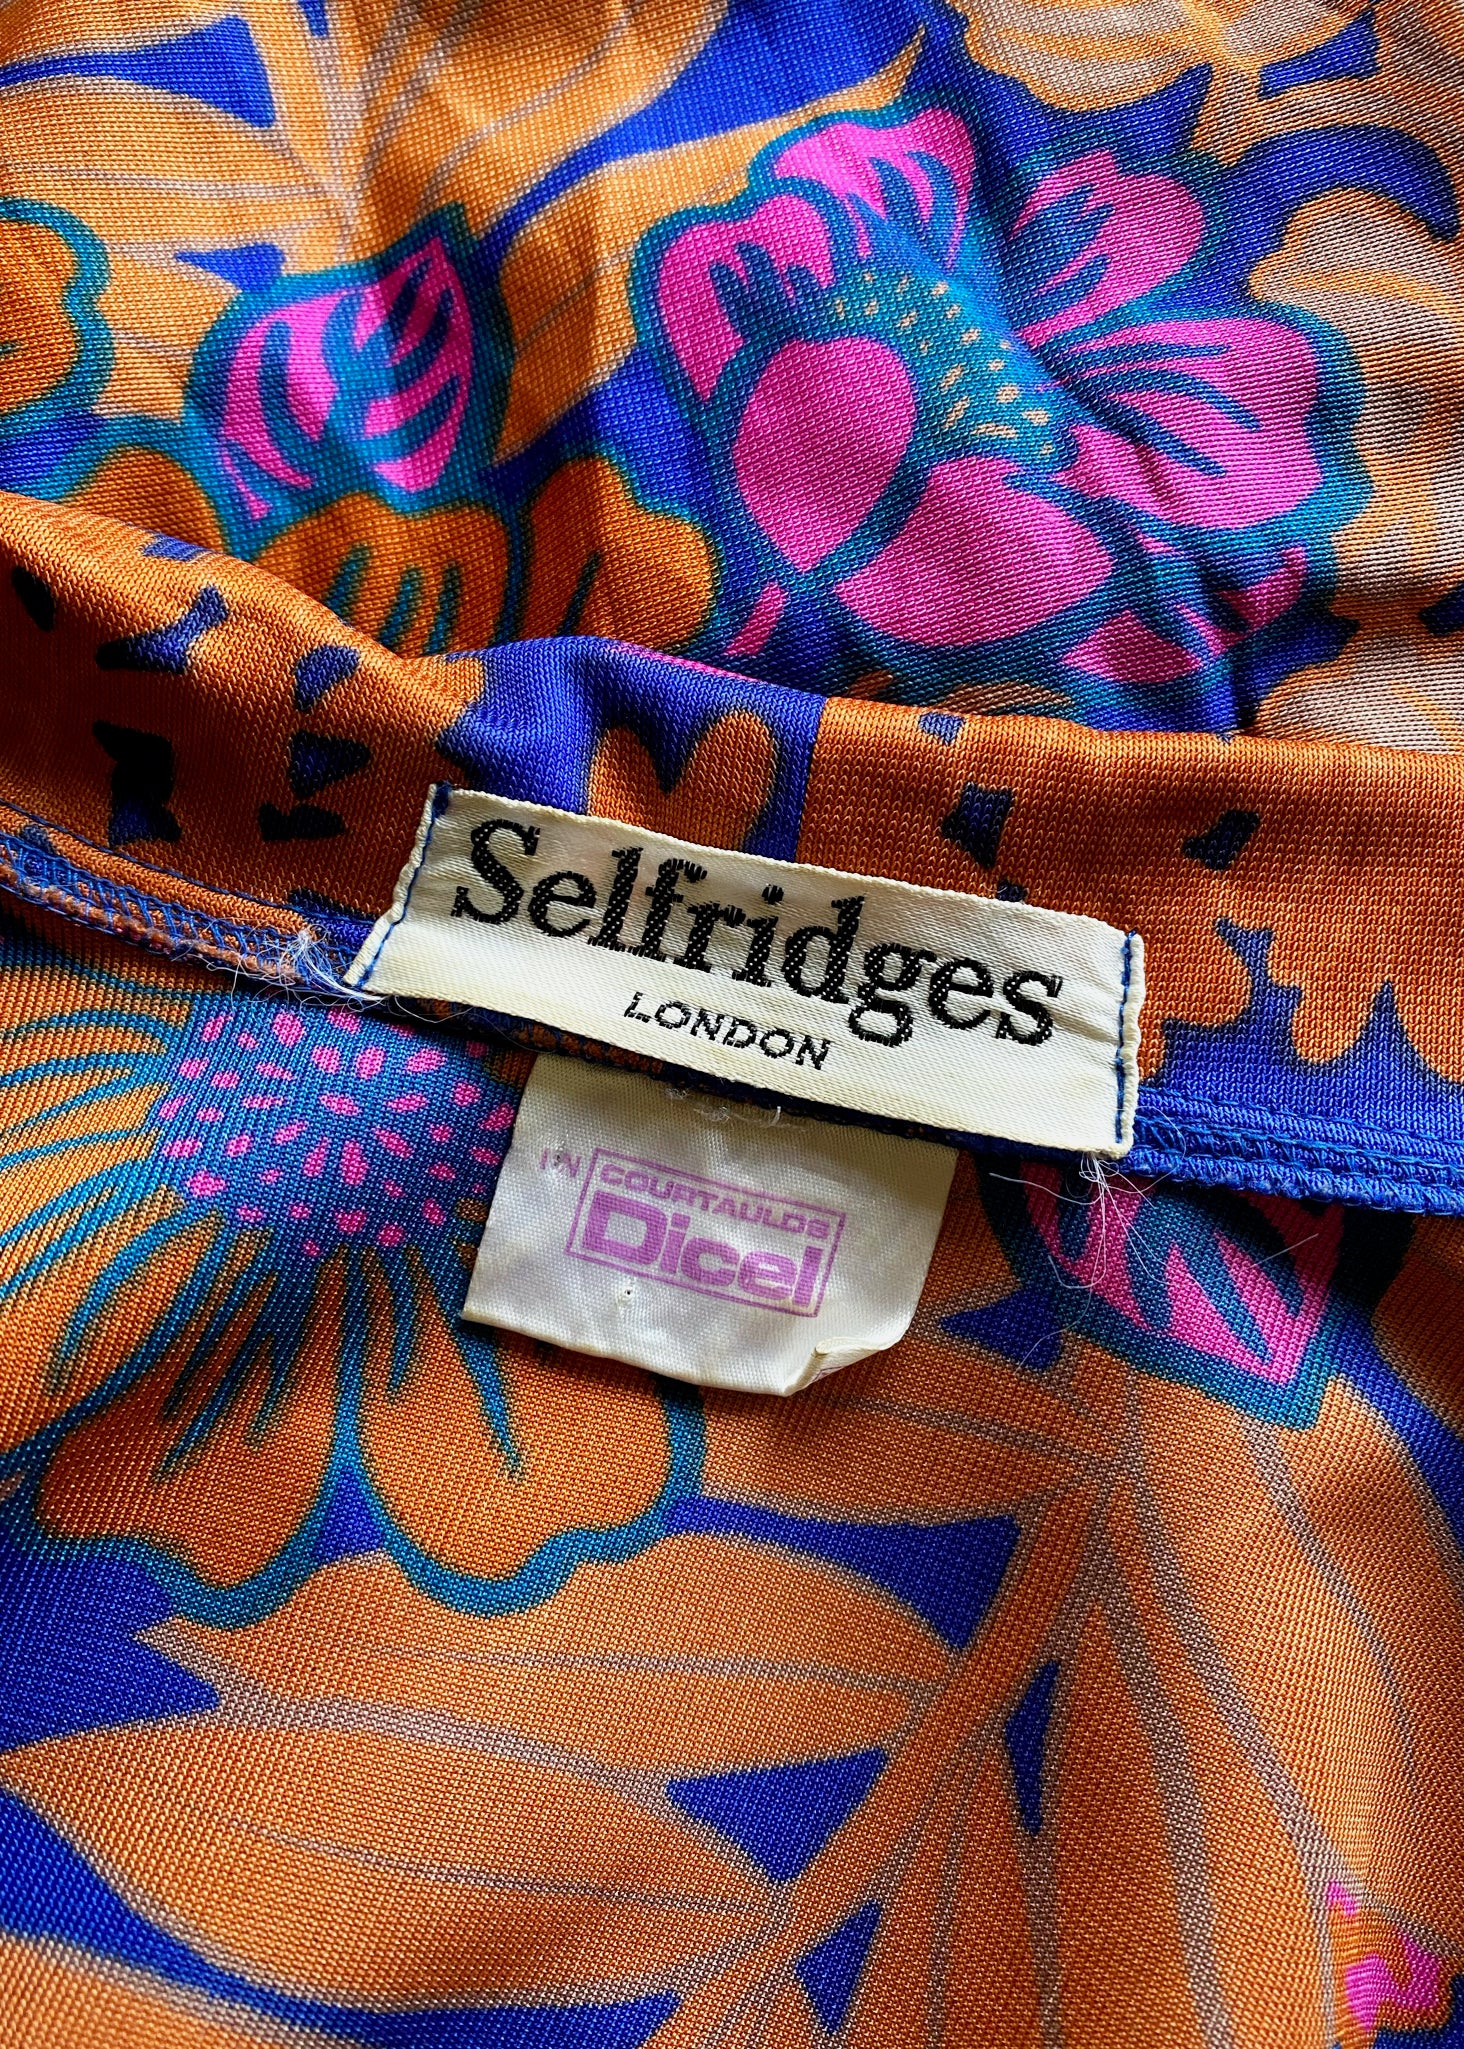 Selfridges
LONDON
IN COURTAULDS
Dicel